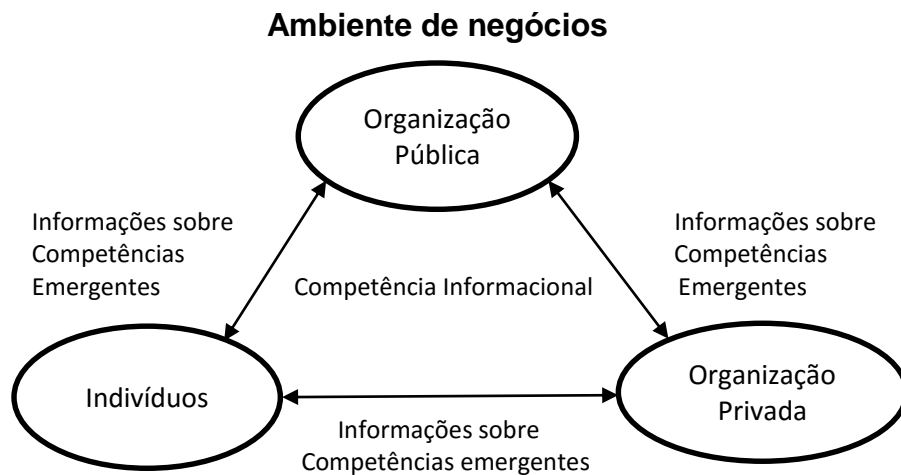 Ambiente de negócios
Organização
Pública
Informações sobre
Competências
Emergentes
Informações sobre
Competências
Emergentes
Competência Informacional
Indivíduos
Organização
Privada
Informações sobre
Competências emergentes